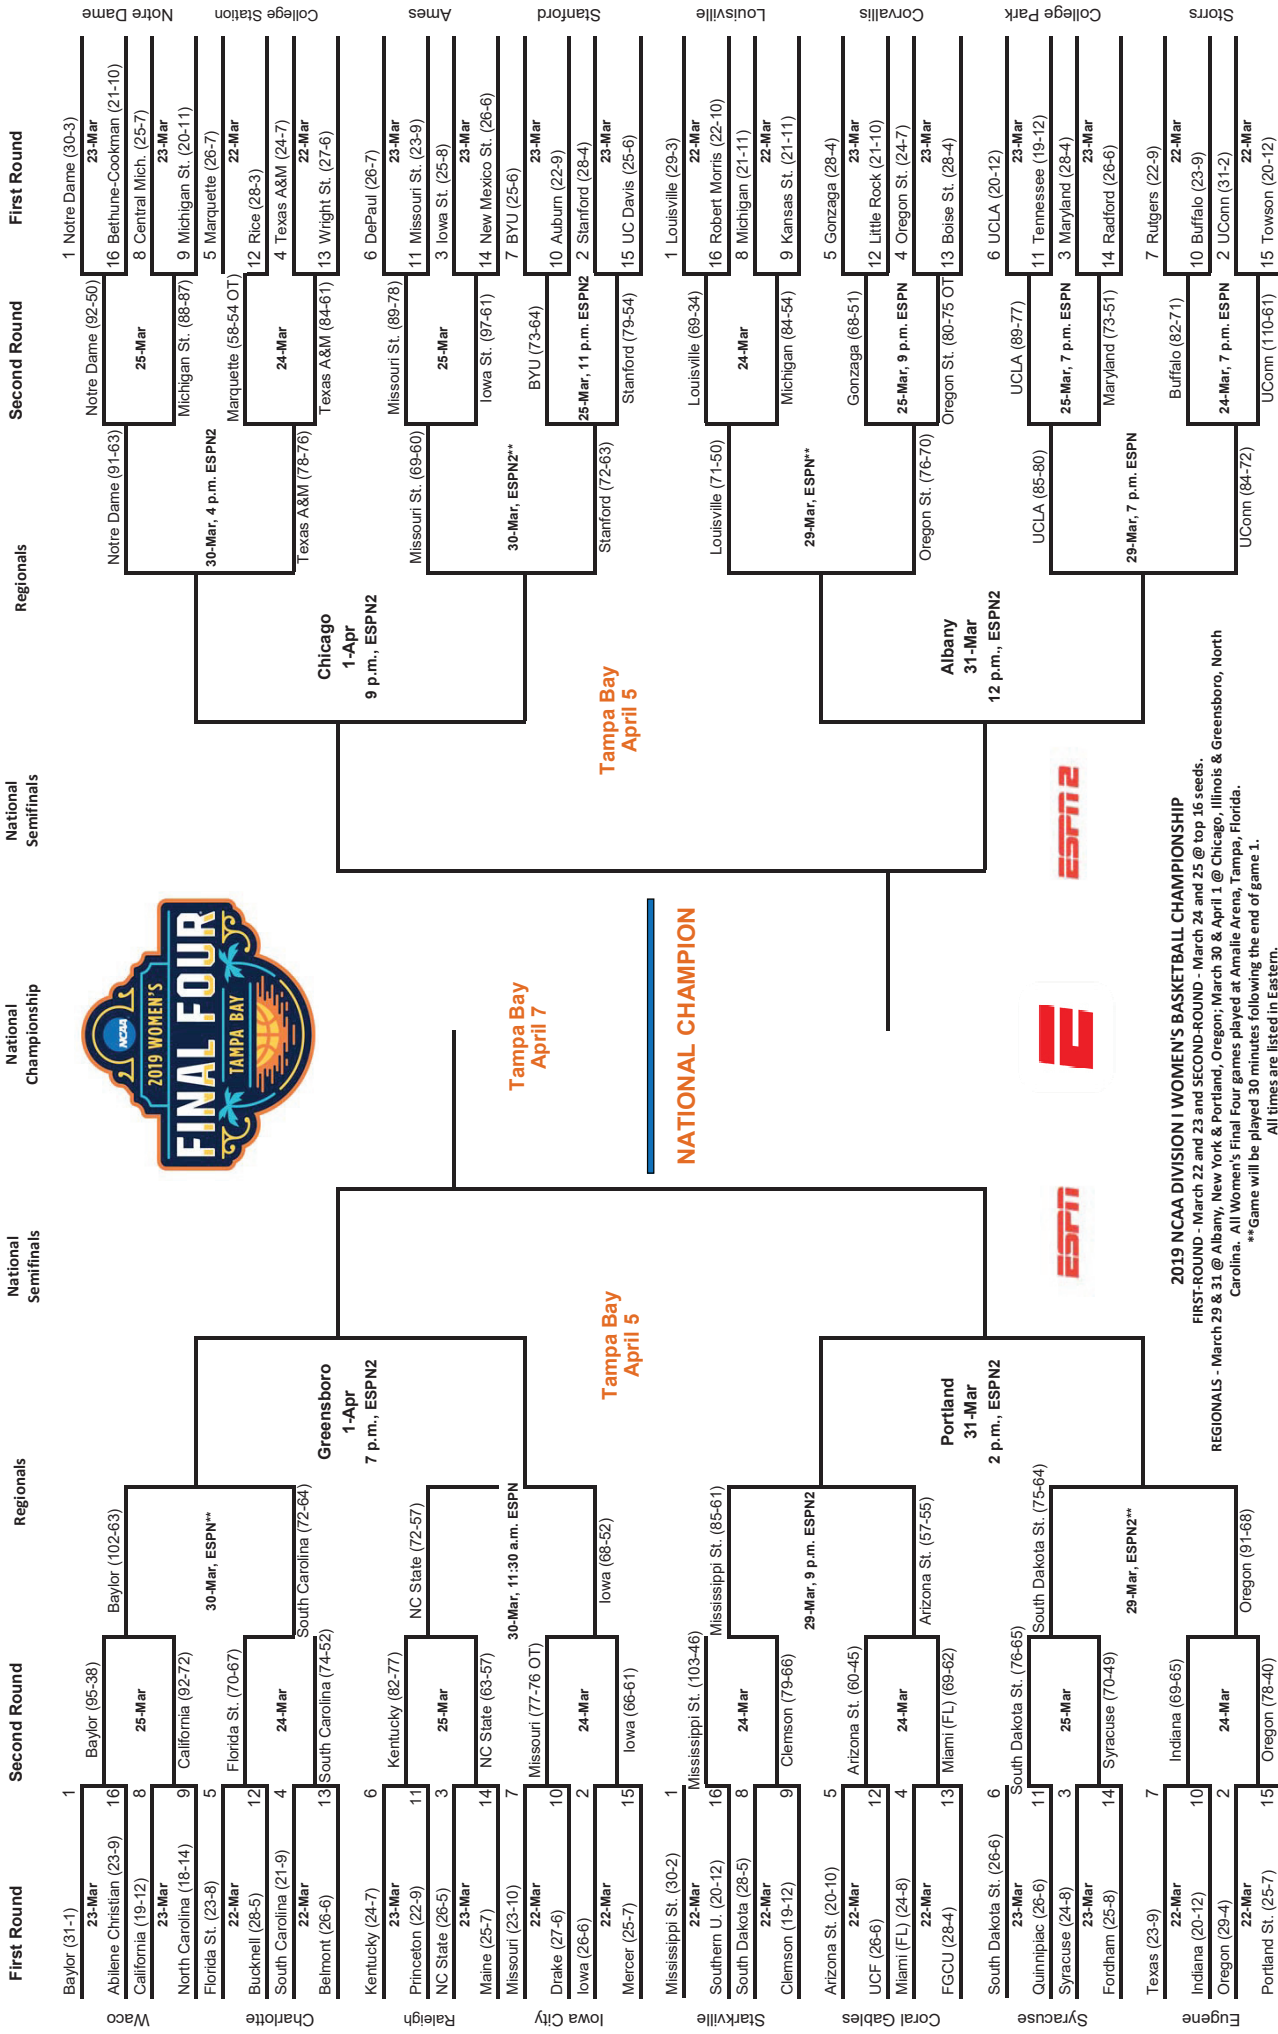 First Round
Second Round
Regionals
National
Semifinals
National
Championship
National
Semifinals
Regionals
Second Round
First Round
Waco
Baylor (31-1)
1
23-Mar
Abilene Christian (23-9)
16
California (19-12)
8
23-Mar
North Carolina (18-14)
9
Baylor (95-38)
25-Mar
California (92-72)
Baylor (102-63)
30-Mar, ESPN**
South Carolina (72-64)
Charlotte
Florida St. (23-8)
5
22-Mar
Bucknell (28-5)
12
South Carolina (21-9)
4
22-Mar
Belmont (26-6)
13
Florida St. (70-67)
24-Mar
South Carolina (74-52)
Greensboro
1-Apr
7 p.m., ESPN2
Raleigh
Kentucky (24-7)
6
23-Mar
Princeton (22-9)
11
NC State (26-5)
3
23-Mar
Maine (25-7)
14
Kentucky (82-77)
25-Mar
NC State (63-57)
NC State (72-57)
30-Mar, 11:30 a.m. ESPN
Iowa (68-52)
Iowa City
Missouri (23-10)
7
22-Mar
Drake (27-6)
10
Iowa (26-6)
2
22-Mar
Mercer (25-7)
15
Missouri (77-76 OT)
24-Mar
Iowa (66-61)
Tampa Bay
April 5
Starkville
Mississippi St. (30-2)
1
22-Mar
Southern U. (20-12)
16
South Dakota (28-5)
8
22-Mar
Clemson (19-12)
9
Mississippi St. (103-46)
24-Mar
Clemson (79-66)
Mississippi St. (85-61)
29-Mar, 9 p.m. ESPN2
Arizona St. (57-55)
Coral Gables
Arizona St. (20-10)
5
22-Mar
UCF (26-6)
12
Miami (FL) (24-8)
4
22-Mar
FGCU (28-4)
13
Arizona St. (60-45)
24-Mar
Miami (FL) (69-62)
Portland
31-Mar
2 p.m., ESPN2
Syracuse
South Dakota St. (26-6)
6
23-Mar
Quinnipiac (26-6)
11
Syracuse (24-8)
3
23-Mar
Fordham (25-8)
14
South Dakota St. (76-65)
25-Mar
Syracuse (70-49)
South Dakota St. (75-64)
29-Mar, ESPN2**
Oregon (91-68)
Eugene
Texas (23-9)
7
22-Mar
Indiana (20-12)
10
Oregon (29-4)
2
22-Mar
Portland St. (25-7)
15
Indiana (69-65)
24-Mar
Oregon (78-40)
NCAA
2019 WOMEN'S
FINAL FOUR
TAMPA BAY
Tampa Bay
April 7
NATIONAL CHAMPION
Notre Dame
1 Notre Dame (30-3)
23-Mar
16 Bethune-Cookman (21-10)
8 Central Mich. (25-7)
23-Mar
9 Michigan St. (20-11)
Notre Dame (92-50)
25-Mar
Michigan St. (88-87)
Notre Dame (91-63)
30-Mar, 4 p.m. ESPN2
Texas A&M (78-76)
College Station
5 Marquette (26-7)
22-Mar
12 Rice (28-3)
4 Texas A&M (24-7)
22-Mar
13 Wright St. (27-6)
Marquette (58-54 OT)
24-Mar
Texas A&M (84-61)
Chicago
1-Apr
9 p.m., ESPN2
Ames
6 DePaul (26-7)
23-Mar
11 Missouri St. (23-9)
3 Iowa St. (25-8)
23-Mar
14 New Mexico St. (26-6)
Missouri St. (89-78)
25-Mar
Iowa St. (97-61)
Missouri St. (69-60)
30-Mar, ESPN2**
Stanford (72-63)
Stanford
7 BYU (25-6)
23-Mar
10 Auburn (22-9)
2 Stanford (28-4)
23-Mar
15 UC Davis (25-6)
BYU (73-64)
25-Mar, 11 p.m. ESPN2
Stanford (79-54)
Tampa Bay
April 5
Louisville
1 Louisville (29-3)
22-Mar
16 Robert Morris (22-10)
8 Michigan (21-11)
22-Mar
9 Kansas St. (21-11)
Louisville (69-34)
24-Mar
Michigan (84-54)
Louisville (71-50)
29-Mar, ESPN**
Oregon St. (76-70)
Corvallis
5 Gonzaga (28-4)
23-Mar
12 Little Rock (21-10)
4 Oregon St. (24-7)
23-Mar
13 Boise St. (28-4)
Gonzaga (68-51)
25-Mar, 9 p.m. ESPN
Oregon St. (80-75 OT)
Albany
31-Mar
12 p.m., ESPN2
College Park
6 UCLA (20-12)
23-Mar
11 Tennessee (19-12)
3 Maryland (28-4)
23-Mar
14 Radford (26-6)
UCLA (89-77)
25-Mar, 7 p.m. ESPN
Maryland (73-51)
UCLA (85-80)
29-Mar, 7 p.m. ESPN
UConn (84-72)
Storrs
7 Rutgers (22-9)
22-Mar
10 Buffalo (23-9)
2 UConn (31-2)
22-Mar
15 Towson (20-12)
Buffalo (82-71)
24-Mar, 7 p.m. ESPN
UConn (110-61)
ESPN
E
ESPN 2
2019 NCAA DIVISION I WOMEN'S BASKETBALL CHAMPIONSHIP
FIRST-ROUND - March 22 and 23 and SECOND-ROUND - March 24 and 25 @ top 16 seeds.
REGIONALS - March 29 & 31 @ Albany, New York & Portland, Oregon; March 30 & April 1 @ Chicago, Illinois & Greensboro, North
Carolina. All Women's Final Four games played at Amalie Arena, Tampa, Florida.
**Game will be played 30 minutes following the end of game 1.
All times are listed in Eastern.